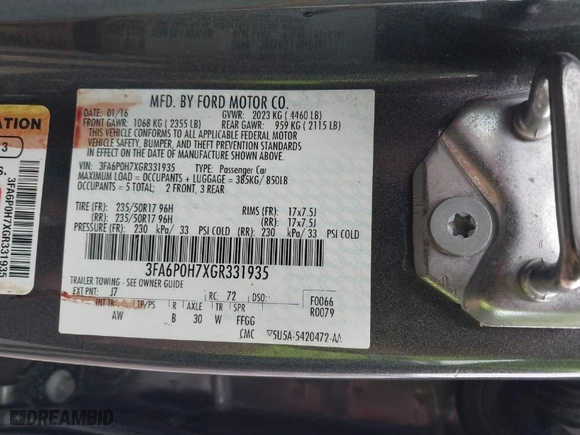 MFD. BY FORD MOTOR CO.
DATE: 01/16 GVWR: 2023 KG ( 4460 LB)
FRONT GAWR: 1068 KG ( 2355 LB) REAR GAWR: 959 KG ( 2115 LB)
THIS VEHICLE CONFORMS TO ALL APPLICABLE FEDERAL MOTOR
VEHICLE SAFETY, BUMPER, AND THEFT PREVENTION STANDARDS
IN EFFECT ON THE DATE OF MANUFACTURE SHOWN ABOVE.
VIN: 3FA6P0H7XGR331935 TYPE: Passenger Car
MAXIMUM LOAD = OCCUPANTS + LUGGAGE = 385KG/ 850LB
OCCUPANTS = 5 TOTAL: 2 FRONT, 3 REAR
TIRE (FR): 235/50R17 96H RIMS (FR): 17x7.5J
(RR): 235/50R17 96H (RR): 17x7.5J
PRESSURE (FR): 230 kPa/ 33 PSI COLD (RR): 230 kPa/ 33 PSI COLD
3FA6P0H7XGR331935
TRAILER TOWING - SEE OWNER GUIDE
EXT PNT: J7 RC: 72 DSO: F0066
R0079
INT TR TP/PS R AXLE TR SPR
AW B 30 W FFGG
CMC 5U5A-5420472-AA
ATION
3
3FA6P0H7XGR331935
DREAMBID